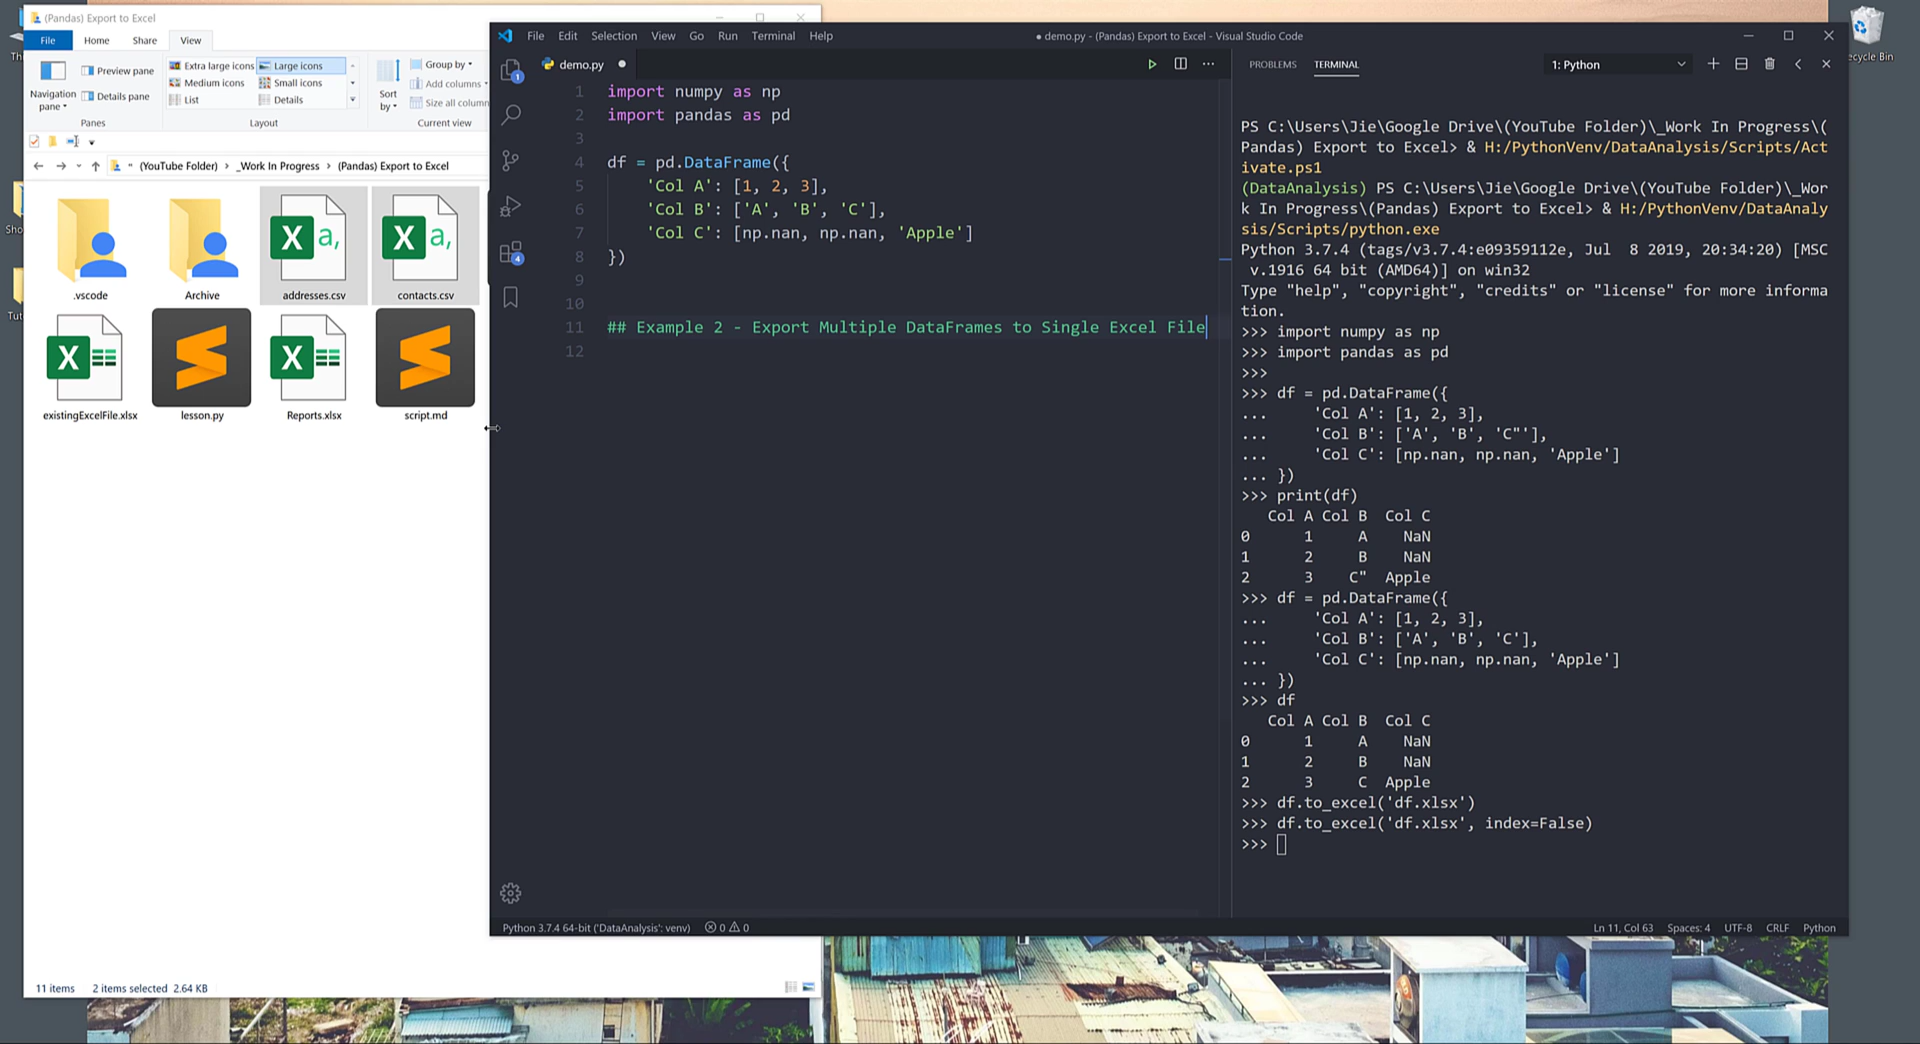 (Pandas) Export to Excel
File Home Share View
Navigation pane
Preview pane
Details pane
Panes
Extra large icons Large icons
Medium icons Small icons
List Details
Layout
Sort by
Group by
Add columns
Size all column
Current view
(YouTube Folder) › _Work In Progress › (Pandas) Export to Excel
.vscode Archive addresses.csv contacts.csv
existingExcelFile.xlsx lesson.py Reports.xlsx script.md
11 items 2 items selected 2.64 KB
File Edit Selection View Go Run Terminal Help
● demo.py - (Pandas) Export to Excel - Visual Studio Code
demo.py ●
1
4
1 import numpy as np
2 import pandas as pd
3
4 df = pd.DataFrame({
5 'Col A': [1, 2, 3],
6 'Col B': ['A', 'B', 'C'],
7 'Col C': [np.nan, np.nan, 'Apple']
8 })
9
10
11 ## Example 2 - Export Multiple DataFrames to Single Excel File
12
PROBLEMS TERMINAL 1: Python
PS C:\Users\Jie\Google Drive\(YouTube Folder)\_Work In Progress\(
Pandas) Export to Excel> & H:/PythonVenv/DataAnalysis/Scripts/Act
ivate.ps1
(DataAnalysis) PS C:\Users\Jie\Google Drive\(YouTube Folder)\_Wor
k In Progress\(Pandas) Export to Excel> & H:/PythonVenv/DataAnaly
sis/Scripts/python.exe
Python 3.7.4 (tags/v3.7.4:e09359112e, Jul  8 2019, 20:34:20) [MSC
 v.1916 64 bit (AMD64)] on win32
Type "help", "copyright", "credits" or "license" for more informa
tion.
>>> import numpy as np
>>> import pandas as pd
>>>
>>> df = pd.DataFrame({
...     'Col A': [1, 2, 3],
...     'Col B': ['A', 'B', 'C"'],
...     'Col C': [np.nan, np.nan, 'Apple']
... })
>>> print(df)
   Col A Col B  Col C
0      1     A    NaN
1      2     B    NaN
2      3    C"  Apple
>>> df = pd.DataFrame({
...     'Col A': [1, 2, 3],
...     'Col B': ['A', 'B', 'C'],
...     'Col C': [np.nan, np.nan, 'Apple']
... })
>>> df
   Col A Col B  Col C
0      1     A    NaN
1      2     B    NaN
2      3     C  Apple
>>> df.to_excel('df.xlsx')
>>> df.to_excel('df.xlsx', index=False)
>>>
Python 3.7.4 64-bit ('DataAnalysis': venv) 0 0
Ln 11, Col 63 Spaces: 4 UTF-8 CRLF Python
ecycle Bin
Th
Sho
Tut